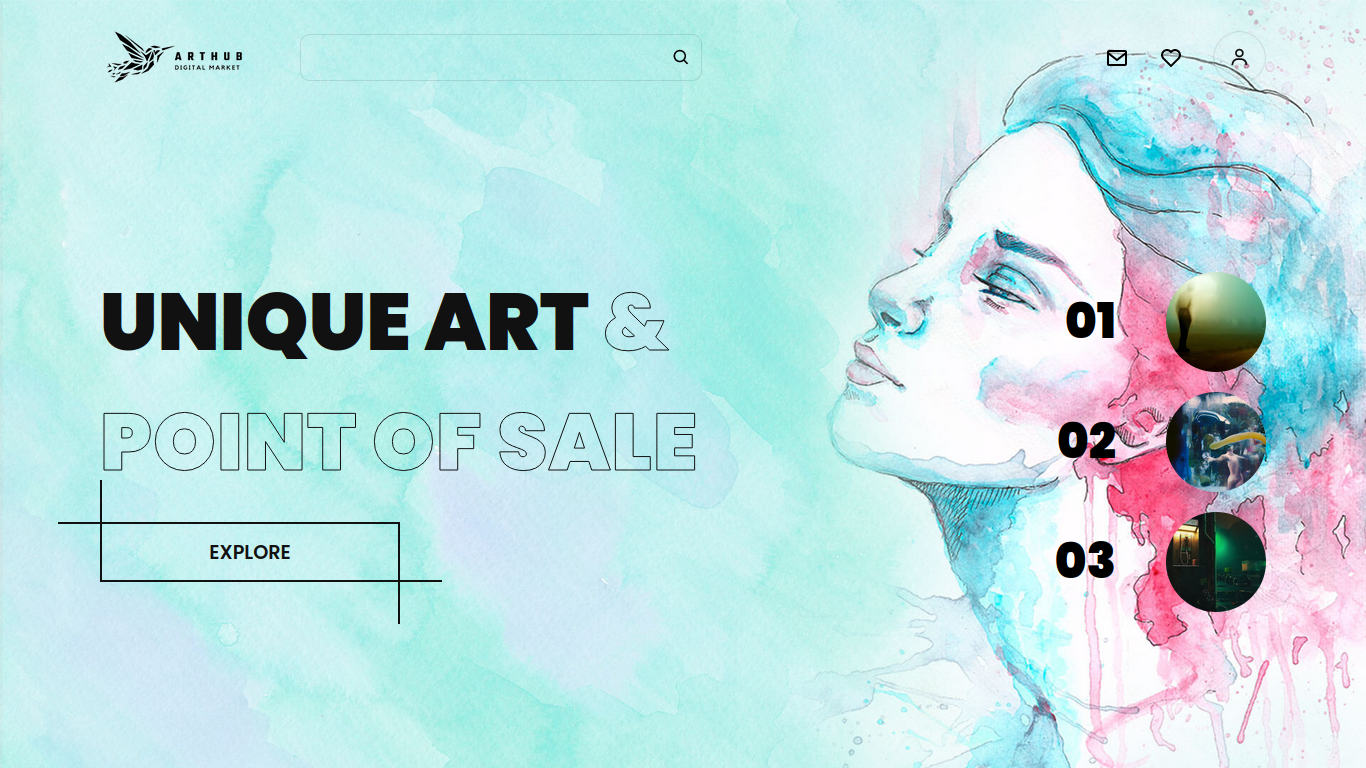 ARTHUB
DIGITAL MARKET
UNIQUE ART &
POINT OF SALE
EXPLORE
01
02
03